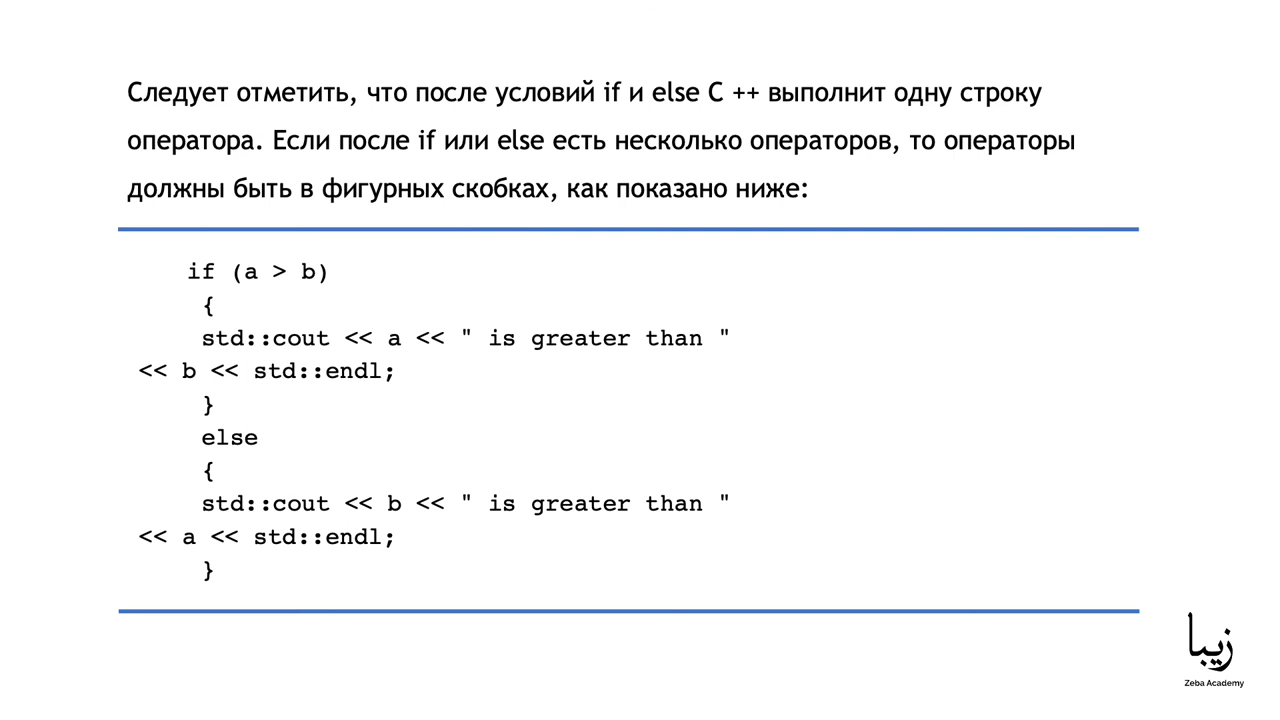 Следует отметить, что после условий if и else C ++ выполнит одну строку
оператора. Если после if или else есть несколько операторов, то операторы
должны быть в фигурных скобках, как показано ниже:
if (a > b)
{
std::cout << a << " is greater than "
<< b << std::endl;
}
else
{
std::cout << b << " is greater than "
<< a << std::endl;
}
زیبا
Zeba Academy